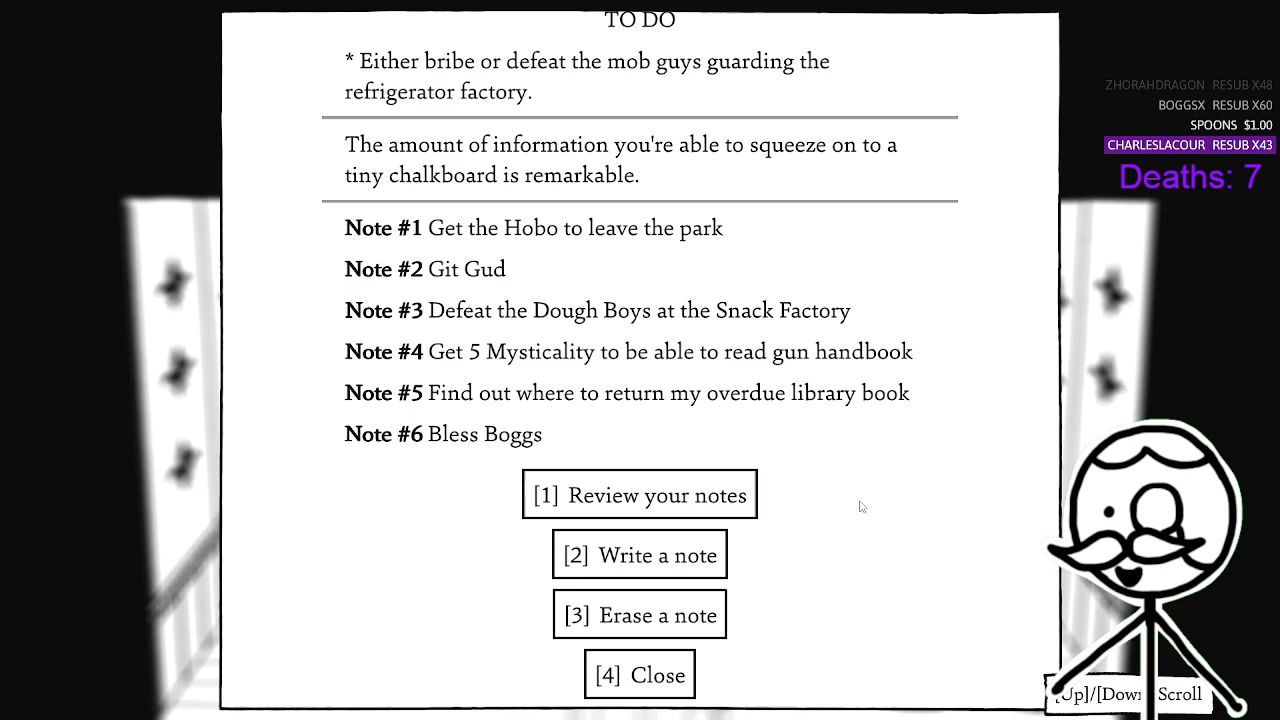 TO DO
* Either bribe or defeat the mob guys guarding the
refrigerator factory.
The amount of information you're able to squeeze on to a
tiny chalkboard is remarkable.
Note #1 Get the Hobo to leave the park
Note #2 Git Gud
Note #3 Defeat the Dough Boys at the Snack Factory
Note #4 Get 5 Mysticality to be able to read gun handbook
Note #5 Find out where to return my overdue library book
Note #6 Bless Boggs
[1] Review your notes
[2] Write a note
[3] Erase a note
[4] Close
ZHORAHDRAGON RESUB X48
BOGGSX RESUB X60
SPOONS $1.00
CHARLESLACOUR RESUB X43
Deaths: 7
[Up]/[Down] Scroll